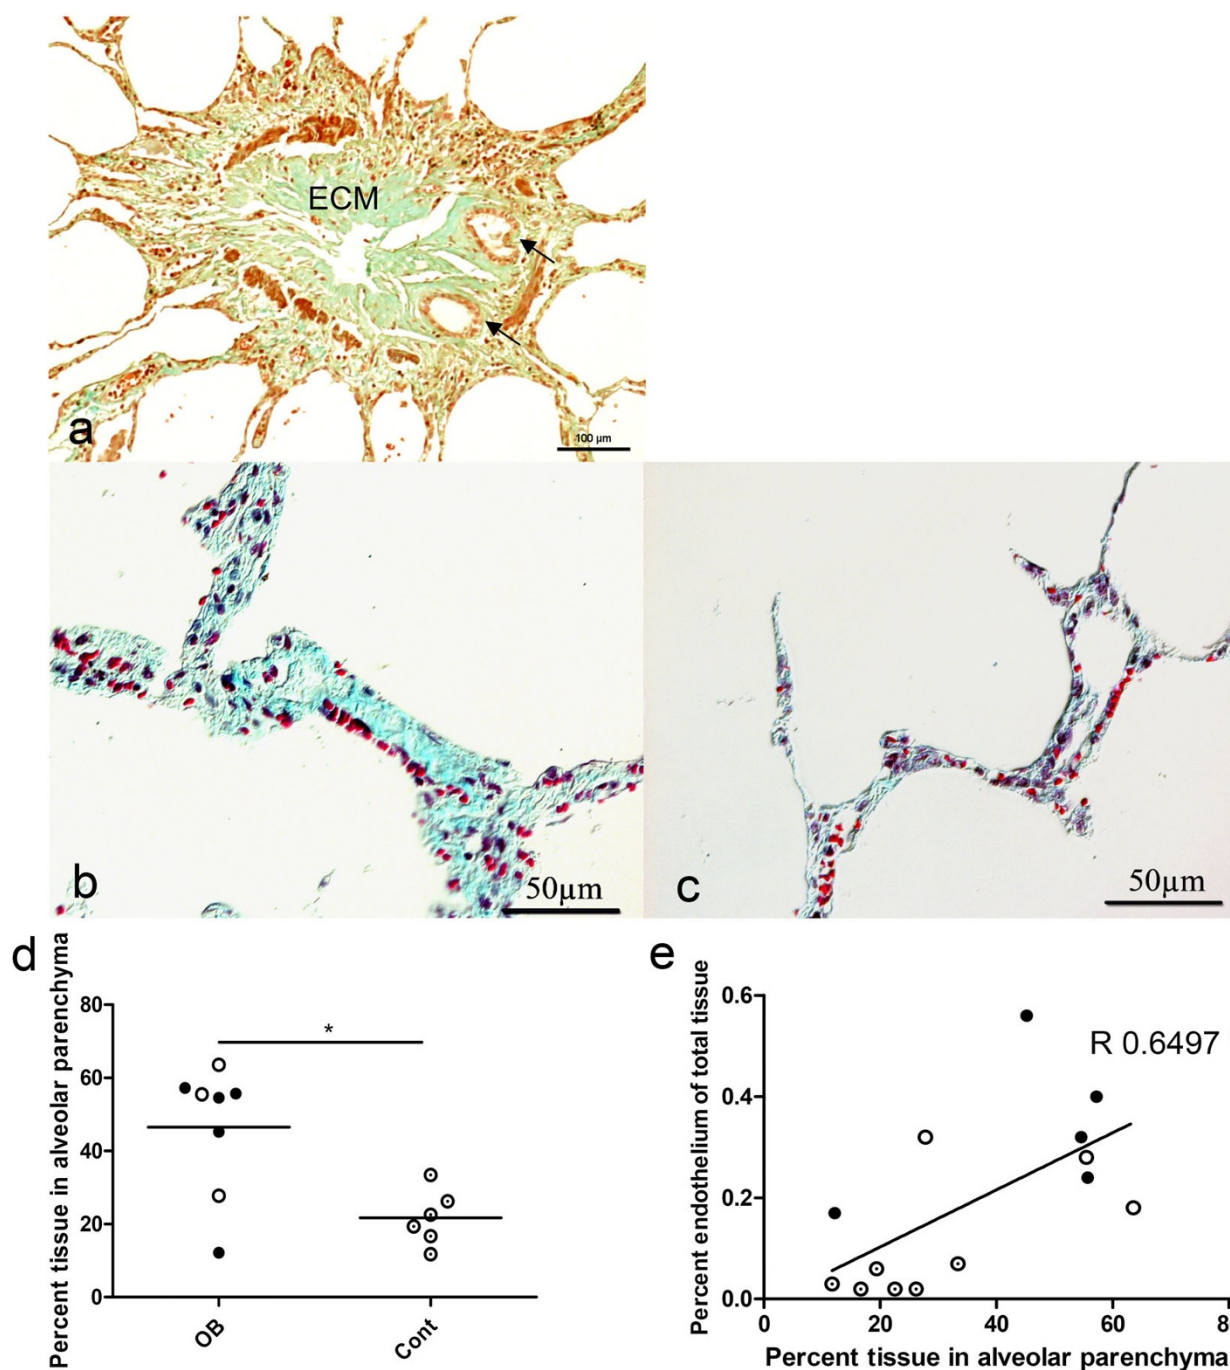 ECM
a
100 µm
b
50µm
c
50µm
d
Percent tissue in alveolar parenchyma
80
60
40
20
0
*
OB
Cont
e
Percent endothelium of total tissue
0.6
0.4
0.2
0.0
R 0.6497
0
20
40
60
8
Percent tissue in alveolar parenchyma